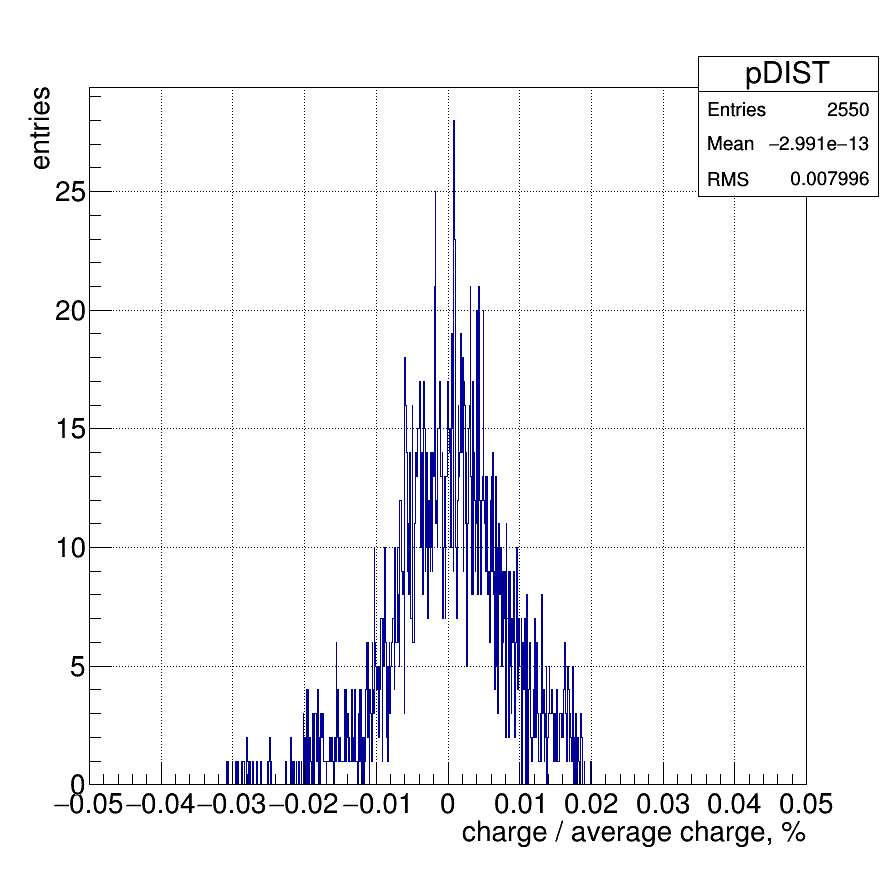 pDIST
Entries 2550
Mean −2.991e−13
RMS 0.007996
entries
25
20
15
10
5
0
−0.05 −0.04 −0.03 −0.02 −0.01 0 0.01 0.02 0.03 0.04 0.05
charge / average charge, %